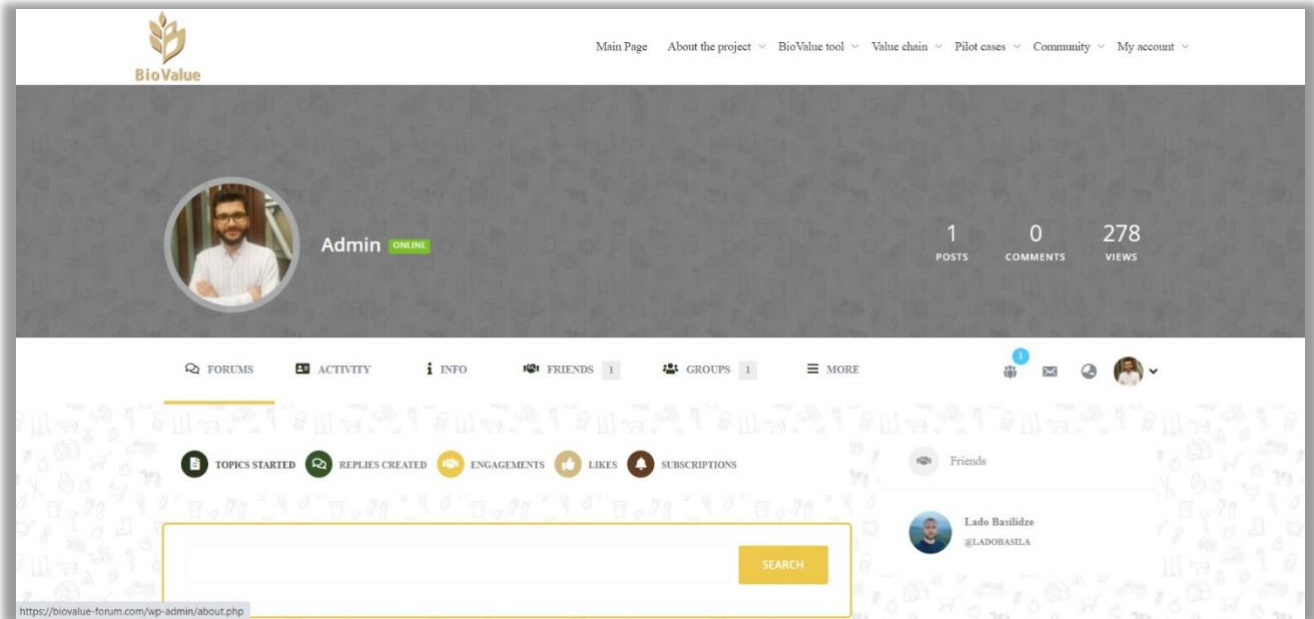 BioValue
Main Page About the project BioValue tool Value chain Pilot cases Community My account
Admin ONLINE
1 0 278
POSTS COMMENTS VIEWS
FORUMS ACTIVITY INFO FRIENDS 1 GROUPS 1 MORE
1
TOPICS STARTED REPLIES CREATED ENGAGEMENTS LIKES SUBSCRIPTIONS
Friends
Lado Basilidze
@LADOBASILA
SEARCH
https://biovalue-forum.com/wp-admin/about.php